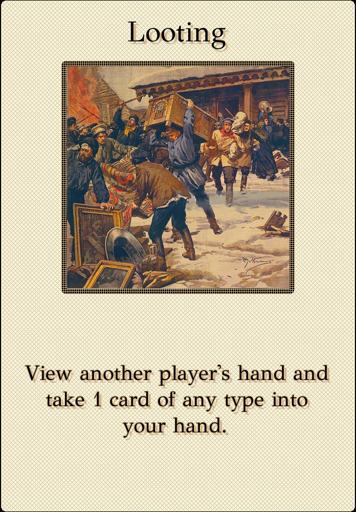 Looting
View another player's hand and
take 1 card of any type into
your hand.